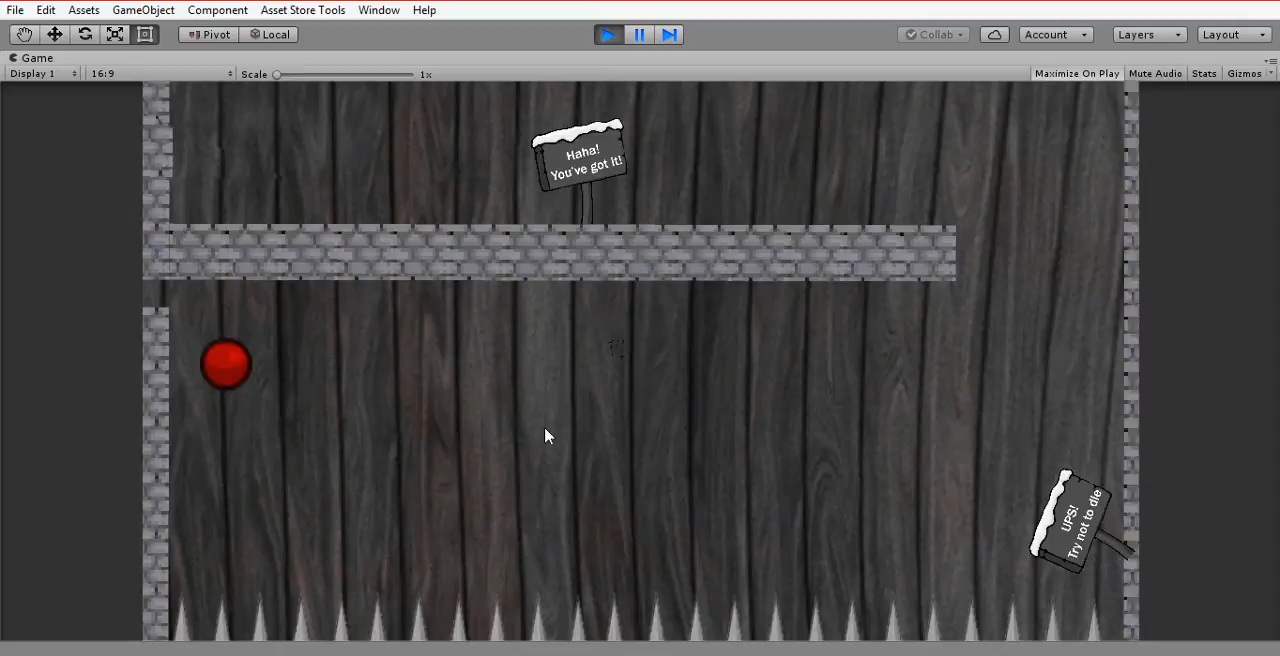 File Edit Assets GameObject Component Asset Store Tools Window Help
Pivot Local Collab Account Layers Layout
Game
Display 1 16:9 Scale 1x Maximize On Play Mute Audio Stats Gizmos
Haha!
You've got it!
UPS!
Try not to die